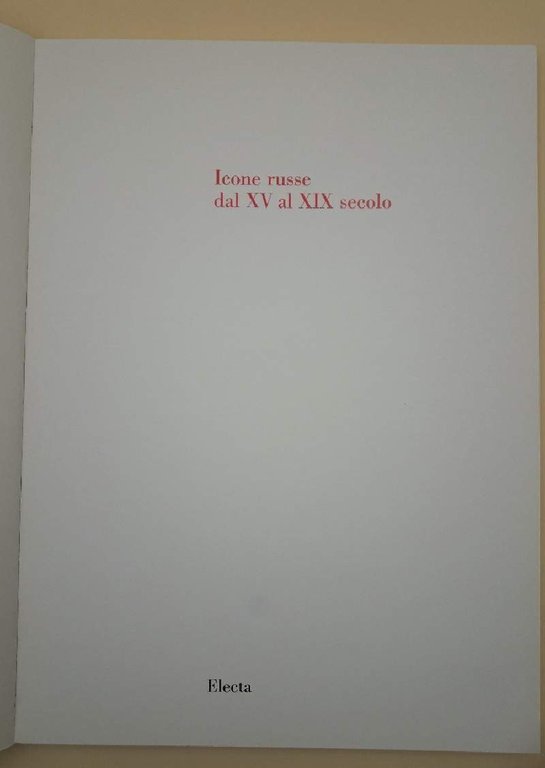 Icone russe
dal XV al XIX secolo
Electa